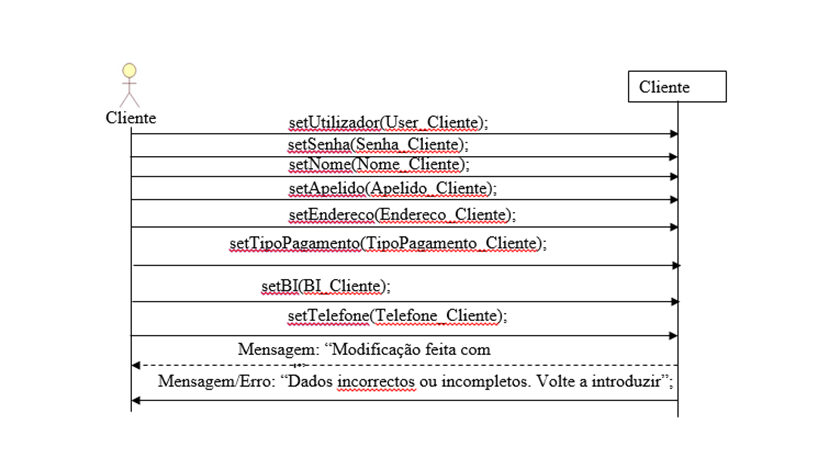 Cliente
Cliente
setUtilizador(User_Cliente);
setSenha(Senha_Cliente);
setNome(Nome_Cliente);
setApelido(Apelido_Cliente);
setEndereco(Endereco_Cliente);
setTipoPagamento(TipoPagamento_Cliente);
setBI(BI_Cliente);
setTelefone(Telefone_Cliente);
Mensagem: “Modificação feita com
Mensagem/Erro: “Dados incorrectos ou incompletos. Volte a introduzir”;